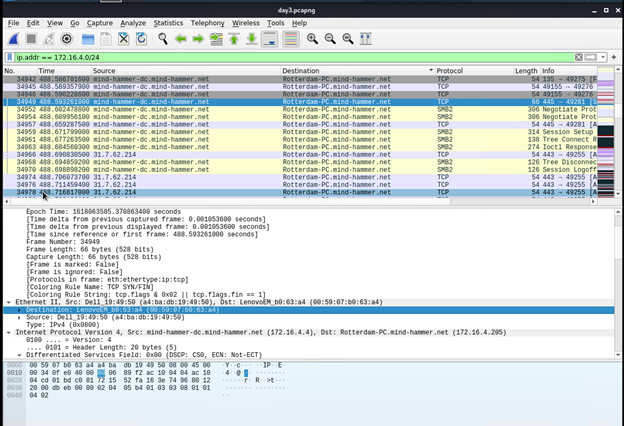 day3.pcapng
File Edit View Go Capture Analyze Statistics Telephony Wireless Tools Help
ip.addr == 172.16.4.0/24
No. Time Source Destination Protocol Length Info
34942 488.586701600 mind-hammer-dc.mind-hammer.net Rotterdam-PC.mind-hammer.net TCP 54 135 → 49275 [F
34945 488.589357900 mind-hammer-dc.mind-hammer.net Rotterdam-PC.mind-hammer.net TCP 54 49155 → 49276
34946 488.590228600 mind-hammer-dc.mind-hammer.net Rotterdam-PC.mind-hammer.net TCP 54 49155 → 49276
34949 488.593261000 mind-hammer-dc.mind-hammer.net Rotterdam-PC.mind-hammer.net TCP 66 445 → 49281 [S
34952 488.602478800 mind-hammer-dc.mind-hammer.net Rotterdam-PC.mind-hammer.net SMB2 306 Negotiate Prot
34954 488.609956100 mind-hammer-dc.mind-hammer.net Rotterdam-PC.mind-hammer.net SMB2 306 Negotiate Prot
34957 488.659287500 mind-hammer-dc.mind-hammer.net Rotterdam-PC.mind-hammer.net TCP 54 445 → 49281 [A
34959 488.671799000 mind-hammer-dc.mind-hammer.net Rotterdam-PC.mind-hammer.net SMB2 314 Session Setup
34961 488.677263500 mind-hammer-dc.mind-hammer.net Rotterdam-PC.mind-hammer.net SMB2 138 Tree Connect R
34963 488.684560300 mind-hammer-dc.mind-hammer.net Rotterdam-PC.mind-hammer.net SMB2 274 Ioctl Response
34966 488.690830500 31.7.62.214 Rotterdam-PC.mind-hammer.net TCP 54 443 → 49255 [A
34968 488.694859200 mind-hammer-dc.mind-hammer.net Rotterdam-PC.mind-hammer.net SMB2 126 Tree Disconnec
34970 488.698898200 mind-hammer-dc.mind-hammer.net Rotterdam-PC.mind-hammer.net SMB2 126 Session Logoff
34974 488.706073700 31.7.62.214 Rotterdam-PC.mind-hammer.net TCP 54 443 → 49255 [A
34976 488.711459400 31.7.62.214 Rotterdam-PC.mind-hammer.net TCP 54 443 → 49255 [A
34978 488.716817000 31.7.62.214 Rotterdam-PC.mind-hammer.net TCP 54 443 → 49255 [A
Epoch Time: 1618063585.370863400 seconds
[Time delta from previous captured frame: 0.001053600 seconds]
[Time delta from previous displayed frame: 0.001053600 seconds]
[Time since reference or first frame: 488.593261000 seconds]
Frame Number: 34949
Frame Length: 66 bytes (528 bits)
Capture Length: 66 bytes (528 bits)
[Frame is marked: False]
[Frame is ignored: False]
[Protocols in frame: eth:ethertype:ip:tcp]
[Coloring Rule Name: TCP SYN/FIN]
[Coloring Rule String: tcp.flags & 0x02 || tcp.flags.fin == 1]
Ethernet II, Src: Dell_19:49:50 (a4:ba:db:19:49:50), Dst: LenovoEM_b0:63:a4 (00:59:07:b0:63:a4)
Destination: LenovoEM_b0:63:a4 (00:59:07:b0:63:a4)
Source: Dell_19:49:50 (a4:ba:db:19:49:50)
Type: IPv4 (0x0800)
Internet Protocol Version 4, Src: mind-hammer-dc.mind-hammer.net (172.16.4.4), Dst: Rotterdam-PC.mind-hammer.net (172.16.4.205)
0100 .... = Version: 4
.... 0101 = Header Length: 20 bytes (5)
Differentiated Services Field: 0x00 (DSCP: CS0, ECN: Not-ECT)
0000 00 59 07 b0 63 a4 a4 ba db 19 49 50 08 00 45 00 ·Y··c··· ··IP··E·
0010 00 34 0f e0 40 00 80 06 89 f2 ac 10 04 04 ac 10 ·4··@··· ········
0020 04 cd 01 bd c0 81 72 15 52 fa 16 3e 74 96 80 12 ······r· R··>t···
0030 20 00 db eb 00 00 02 04 05 b4 01 03 03 08 01 01
0040 04 02